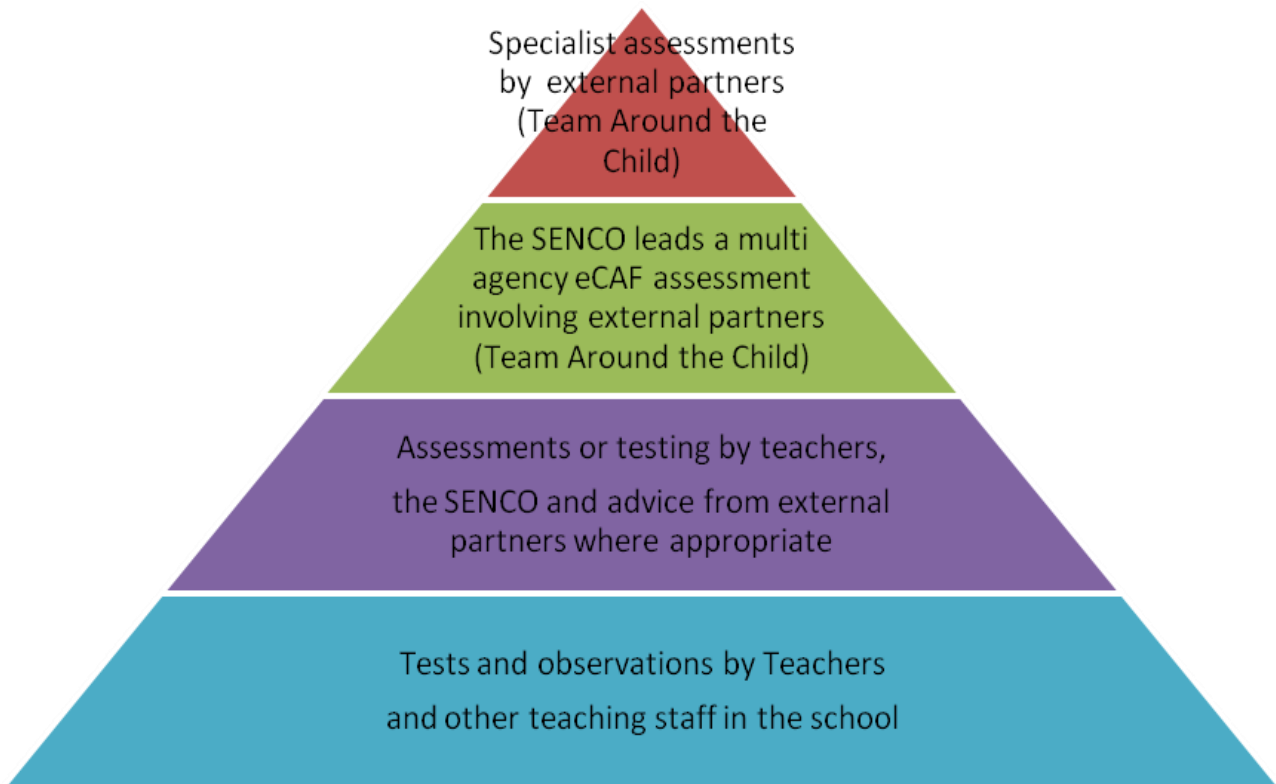 Specialist assessments
by external partners
(Team Around the
Child)
The SENCO leads a multi
agency eCAF assessment
involving external partners
(Team Around the Child)
Assessments or testing by teachers,
the SENCO and advice from external
partners where appropriate
Tests and observations by Teachers
and other teaching staff in the school